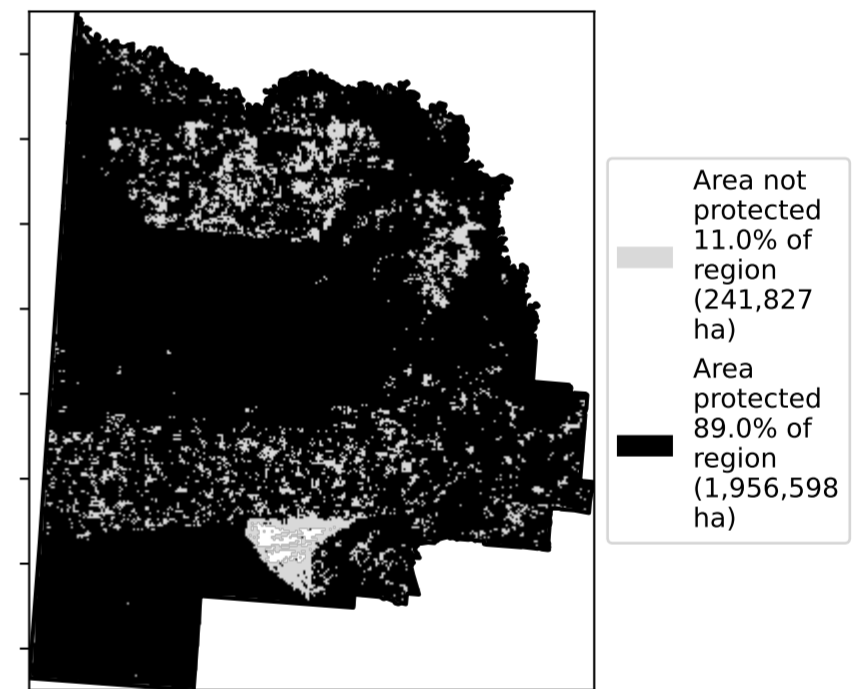 Area not
protected
11.0% of
region
(241,827
ha)
Area
protected
89.0% of
region
(1,956,598
ha)